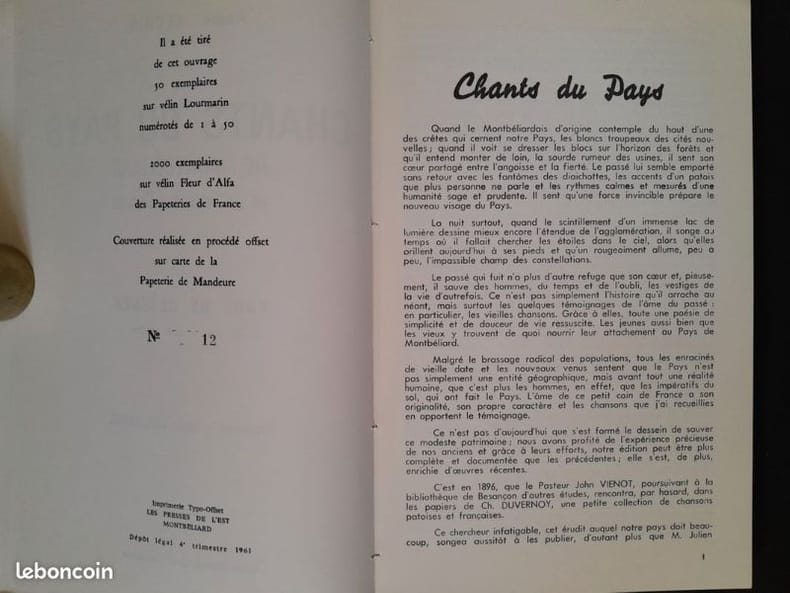 Il a été tiré
de cet ouvrage
50 exemplaires
sur vélin Lourmarin
numérotés de 1 à 50
2000 exemplaires
sur vélin Fleur d'Alfa
des Papeteries de France
Couverture réalisée en procédé offset
sur carte de la
Papeterie de Mandeure
№ 12
Imprimerie Type-Offset
LES PRESSES DE L'EST
MONTBÉLIARD
Dépôt légal 4e trimestre 1961
leboncoin
Chants du Pays
Quand le Montbéliardais d'origine contemple du haut d'une
des crêtes qui cernent notre Pays, les blancs troupeaux des cités nou-
velles ; quand il voit se dresser les blocs sur l'horizon des forêts et
qu'il entend monter de loin, la sourde rumeur des usines, il sent son
cœur partagé entre l'angoisse et la fierté. Le passé lui semble emporté
sans retour avec les fantômes des diaichottes, les accents d'un patois
que plus personne ne parle et les rythmes calmes et mesurés d'une
humanité sage et prudente. Il sent qu'une force invincible prépare le
nouveau visage du Pays.
La nuit surtout, quand le scintillement d'un immense lac de
lumière dessine mieux encore l'étendue de l'agglomération, il songe au
temps où il fallait chercher les étoiles dans le ciel, alors qu'elles
brillent aujourd'hui à ses pieds et qu'un rougeoiment allume, peu à
peu, l'impassible champ des constellations.
Le passé qui fuit n'a plus d'autre refuge que son cœur et, pieuse-
ment, il sauve des hommes, du temps et de l'oubli, les vestiges de
la vie d'autrefois. Ce n'est pas simplement l'histoire qu'il arrache au
néant, mais surtout les quelques témoignages de l'âme du passé :
en particulier, les vieilles chansons. Grâce à elles, toute une poésie de
simplicité et de douceur de vie ressuscite. Les jeunes aussi bien que
les vieux y trouvent de quoi nourrir leur attachement au Pays de
Montbéliard.
Malgré le brassage radical des populations, tous les enracinés
de vieille date et les nouveaux venus sentent que le Pays n'est
pas simplement une entité géographique, mais avant tout une réalité
humaine, que c'est plus les hommes, en effet, que les impératifs du
sol, qui ont fait le Pays. L'âme de ce petit coin de France a son
originalité, son propre caractère et les chansons que j'ai recueillies
en apportent le témoignage.
Ce n'est pas d'aujourd'hui que s'est formé le dessein de sauver
ce modeste patrimoine ; nous avons profité de l'expérience précieuse
de nos anciens et grâce à leurs efforts, notre édition peut être plus
complète et documentée que les précédentes ; elle s'est, de plus,
enrichie d'œuvres récentes.
C'est en 1896, que le Pasteur John VIENOT, poursuivant à la
bibliothèque de Besançon d'autres études, rencontra, par hasard, dans
les papiers de Ch. DUVERNOY, une petite collection de chansons
patoises et françaises.
Ce chercheur infatigable, cet érudit auquel notre pays doit beau-
coup, songea aussitôt à les publier, d'autant plus que M. Julien
1